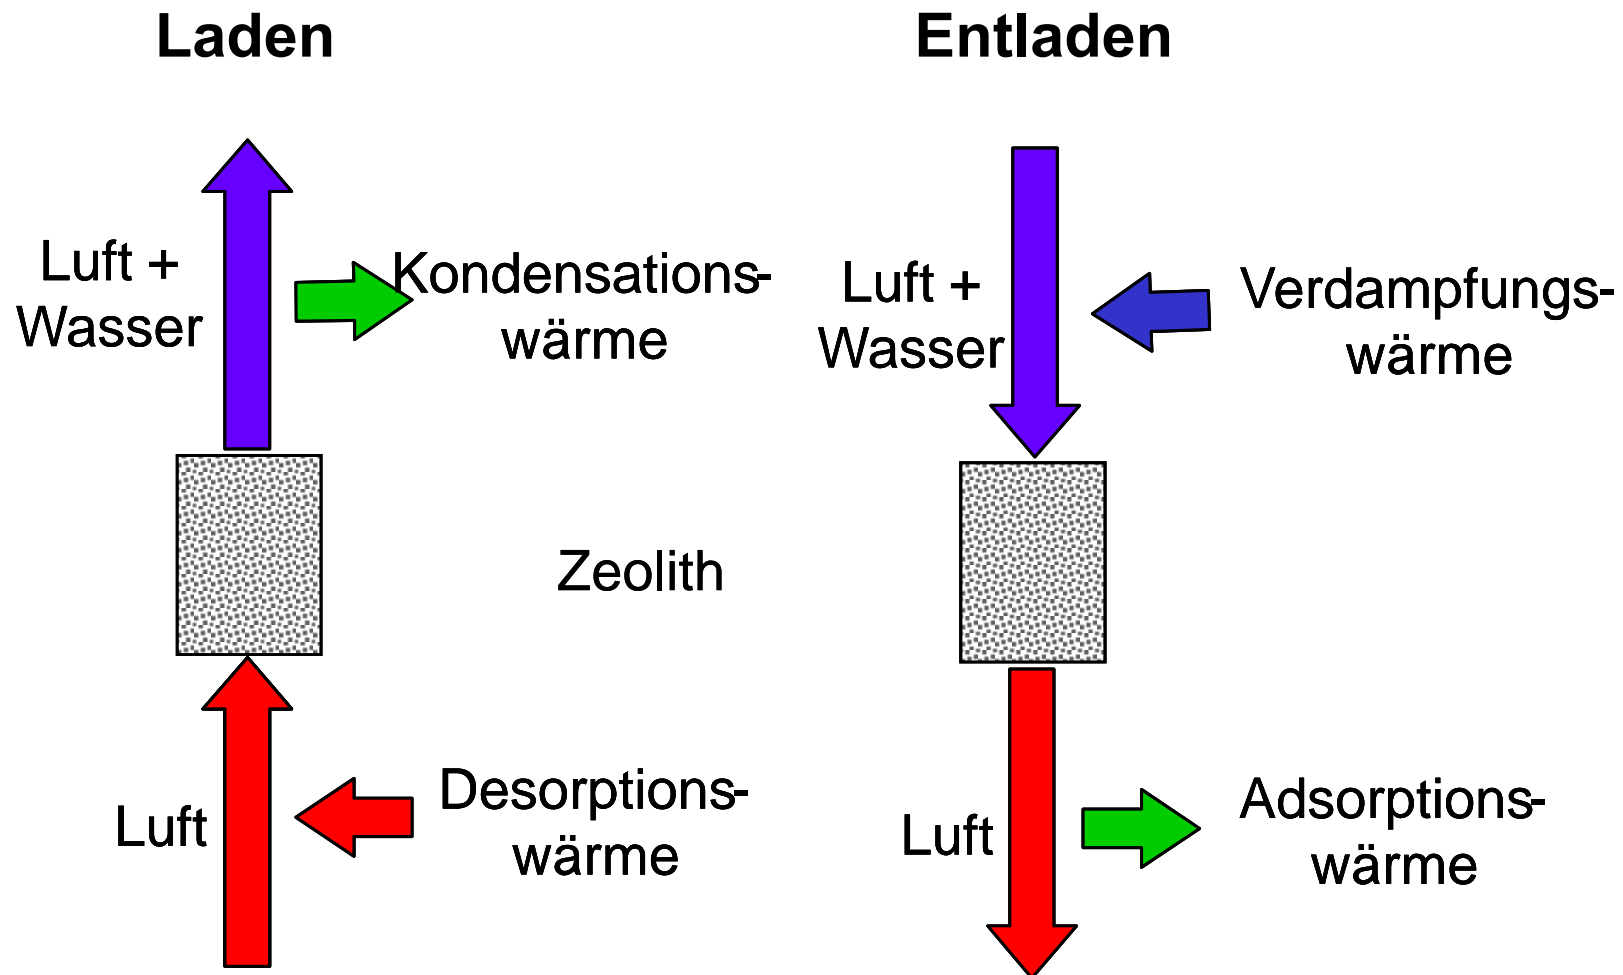 Laden
Entladen
Luft +
Wasser
Kondensations-
wärme
Luft +
Wasser
Verdampfungs-
wärme
Zeolith
Luft
Desorptions-
wärme
Luft
Adsorptions-
wärme